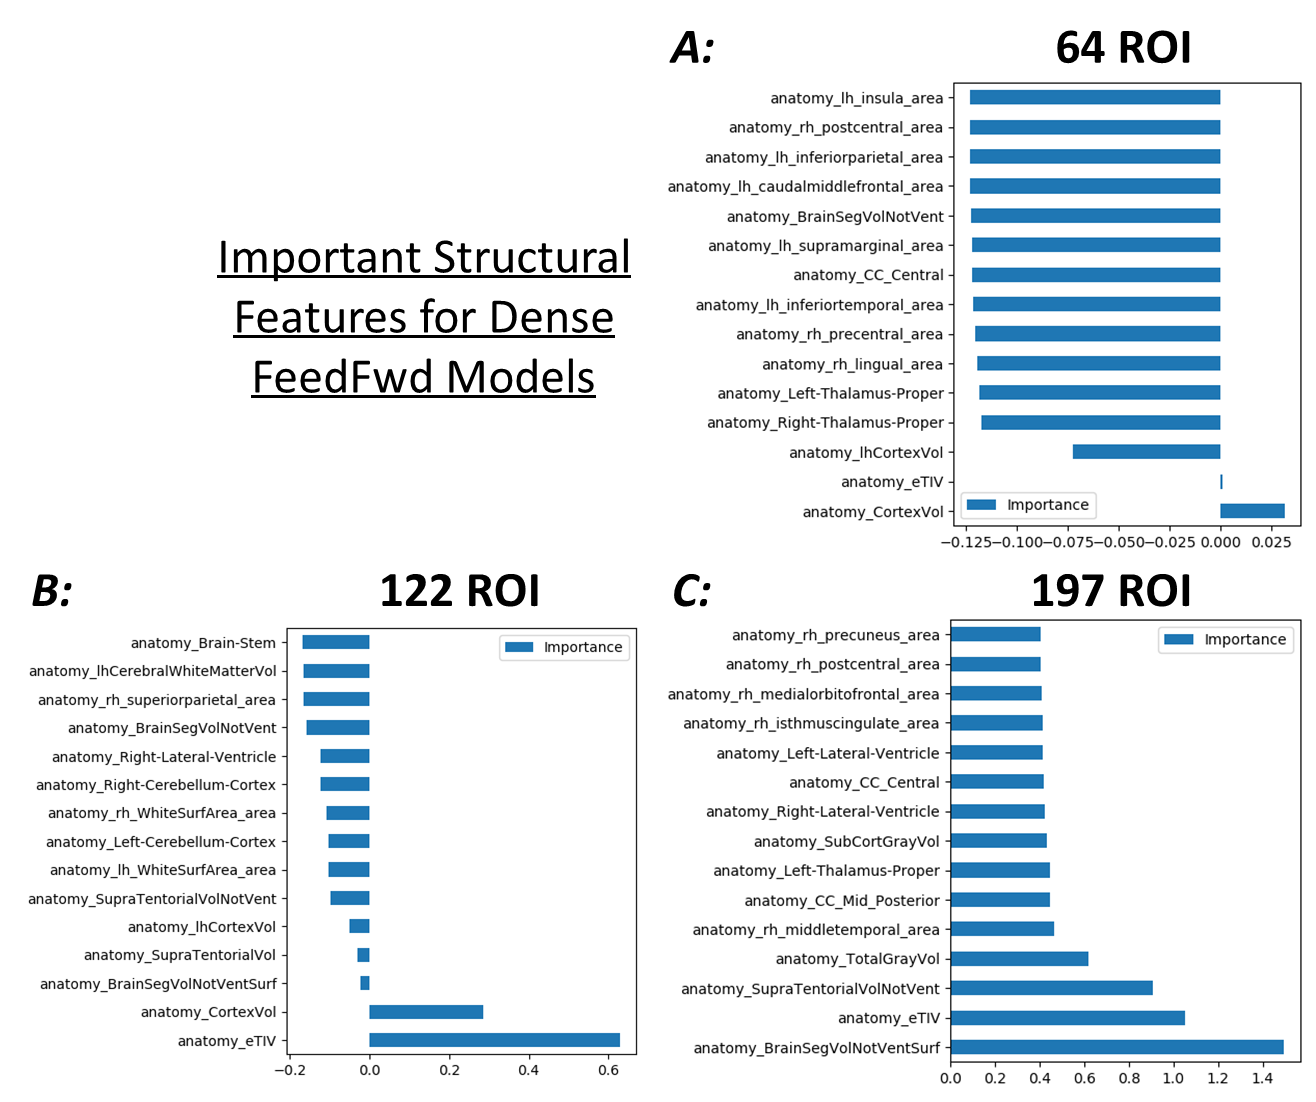 A:
64 ROI
anatomy_lh_insula_area
anatomy_rh_postcentral_area
anatomy_lh_inferiorparietal_area
anatomy_lh_caudalmiddlefrontal_area
anatomy_BrainSegVolNotVent
anatomy_lh_supramarginal_area
anatomy_CC_Central
anatomy_lh_inferiortemporal_area
anatomy_rh_precentral_area
anatomy_rh_lingual_area
anatomy_Left-Thalamus-Proper
anatomy_Right-Thalamus-Proper
anatomy_lhCortexVol
anatomy_eTIV
anatomy_CortexVol
Importance
−0.125 −0.100 −0.075 −0.050 −0.025 0.000 0.025
Important Structural
Features for Dense
FeedFwd Models
B:
122 ROI
anatomy_Brain-Stem
anatomy_lhCerebralWhiteMatterVol
anatomy_rh_superiorparietal_area
anatomy_BrainSegVolNotVent
anatomy_Right-Lateral-Ventricle
anatomy_Right-Cerebellum-Cortex
anatomy_rh_WhiteSurfArea_area
anatomy_Left-Cerebellum-Cortex
anatomy_lh_WhiteSurfArea_area
anatomy_SupraTentorialVolNotVent
anatomy_lhCortexVol
anatomy_SupraTentorialVol
anatomy_BrainSegVolNotVentSurf
anatomy_CortexVol
anatomy_eTIV
Importance
−0.2 0.0 0.2 0.4 0.6
C:
197 ROI
anatomy_rh_precuneus_area
anatomy_rh_postcentral_area
anatomy_rh_medialorbitofrontal_area
anatomy_rh_isthmuscingulate_area
anatomy_Left-Lateral-Ventricle
anatomy_CC_Central
anatomy_Right-Lateral-Ventricle
anatomy_SubCortGrayVol
anatomy_Left-Thalamus-Proper
anatomy_CC_Mid_Posterior
anatomy_rh_middletemporal_area
anatomy_TotalGrayVol
anatomy_SupraTentorialVolNotVent
anatomy_eTIV
anatomy_BrainSegVolNotVentSurf
Importance
0.0 0.2 0.4 0.6 0.8 1.0 1.2 1.4